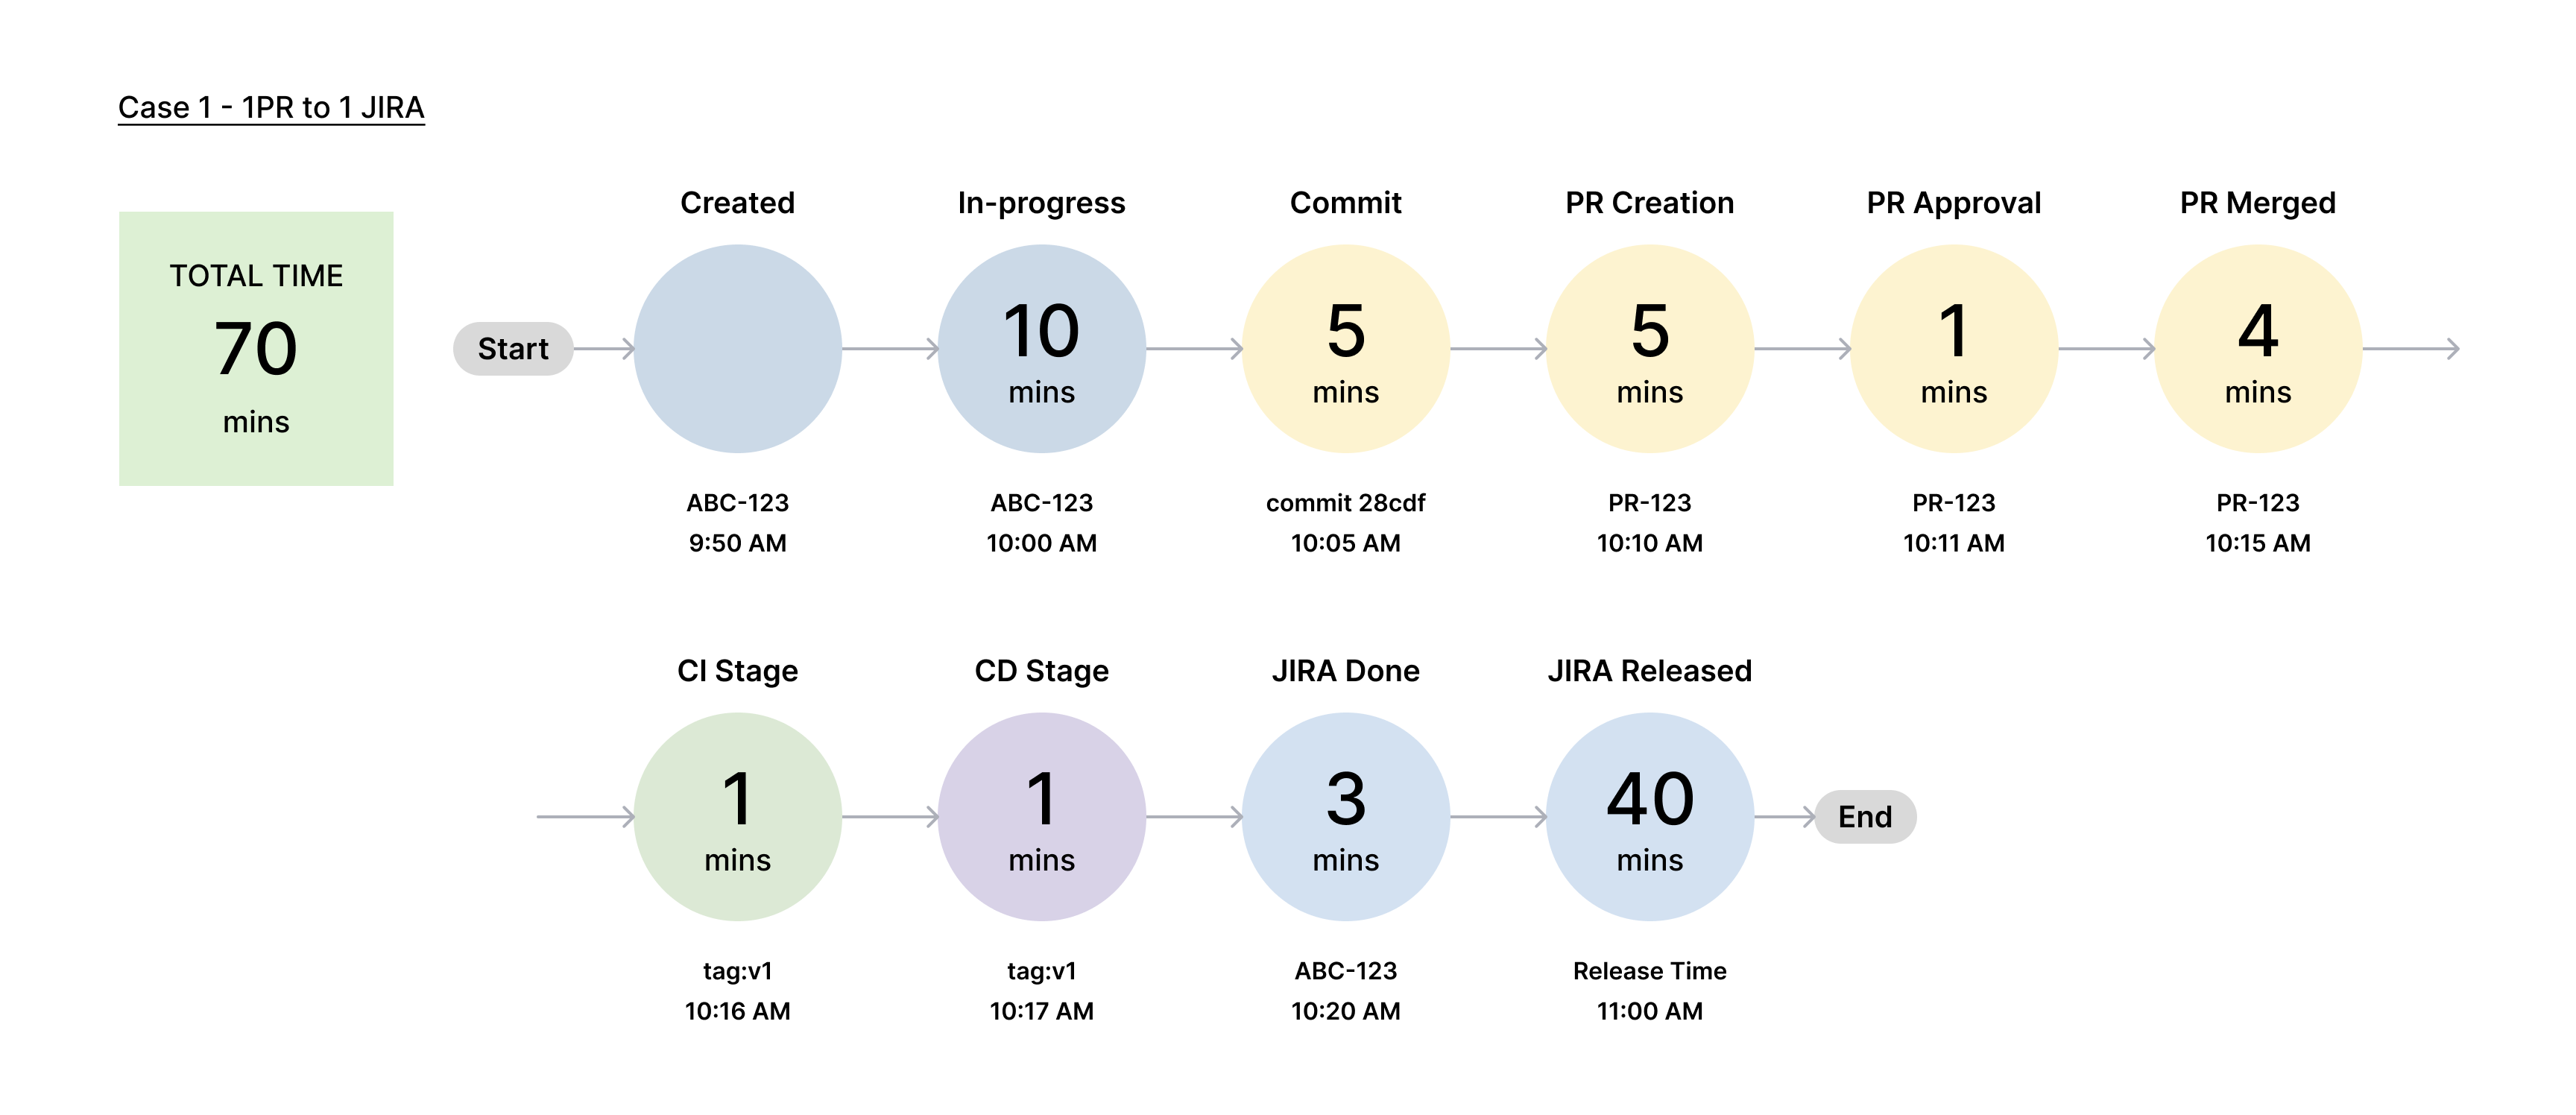 Case 1 - 1PR to 1 JIRA
TOTAL TIME
70
mins
Start
Created
In-progress
Commit
PR Creation
PR Approval
PR Merged
10
mins
5
mins
5
mins
1
mins
4
mins
ABC-123
9:50 AM
ABC-123
10:00 AM
commit 28cdf
10:05 AM
PR-123
10:10 AM
PR-123
10:11 AM
PR-123
10:15 AM
CI Stage
CD Stage
JIRA Done
JIRA Released
1
mins
1
mins
3
mins
40
mins
End
tag:v1
10:16 AM
tag:v1
10:17 AM
ABC-123
10:20 AM
Release Time
11:00 AM